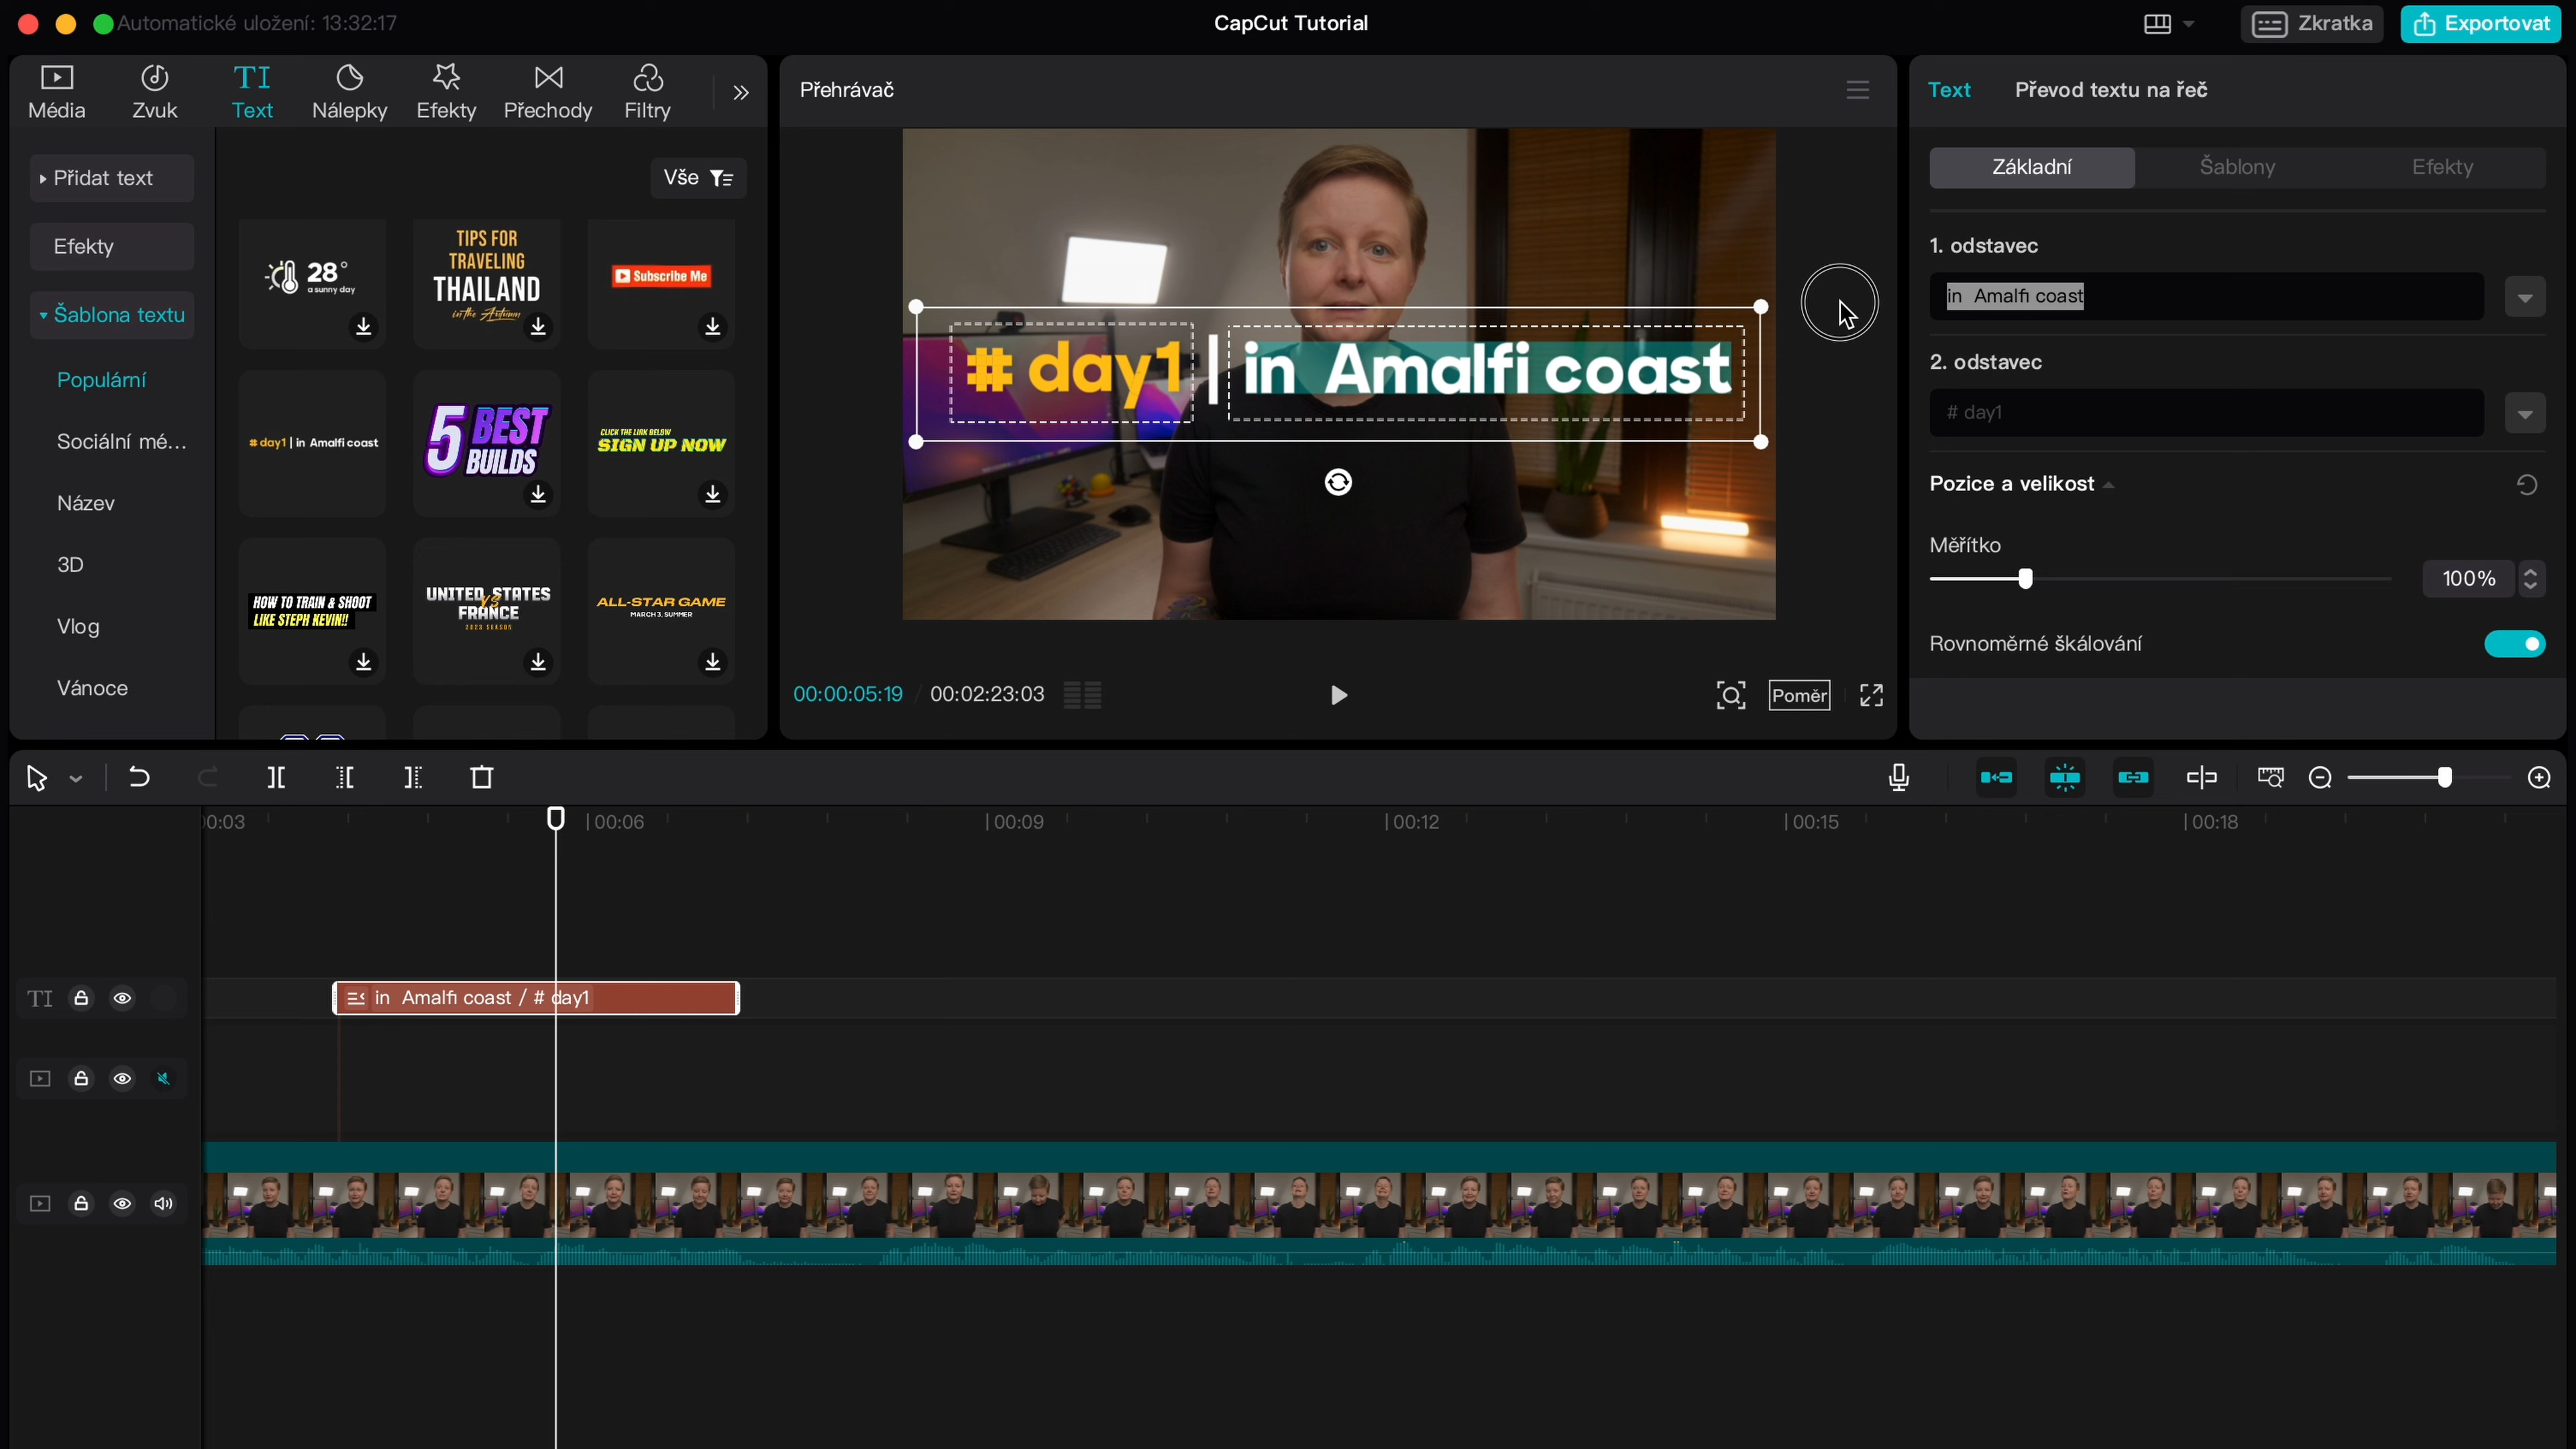 Automatické uložení: 13:32:17
CapCut Tutorial
Zkratka
Exportovat
Média
Zvuk
TI
Text
Nálepky
Efekty
Přechody
Filtry
Přidat text
Efekty
Šablona textu
Populární
Sociální mé...
Název
3D
Vlog
Vánoce
Vše
28°
a sunny day
TIPS FOR
TRAVELING
THAILAND
in the Autumn
Subscribe Me
# day1 | in Amalfi coast
5 BEST
BUILDS
CLICK THE LINK BELOW
SIGN UP NOW
HOW TO TRAIN & SHOOT
LIKE STEPH KEVIN!!
UNITED STATES
VS
FRANCE
2023 SEASON
ALL-STAR GAME
MARCH 3, SUMMER
Přehrávač
# day1 | in Amalfi coast
00:00:05:19 / 00:02:23:03
Poměr
Text
Převod textu na řeč
Základní
Šablony
Efekty
1. odstavec
in Amalfi coast
2. odstavec
# day1
Pozice a velikost
Měřítko
100%
Rovnoměrné škálování
0:03
00:06
00:09
00:12
00:15
00:18
TI
in Amalfi coast / # day1